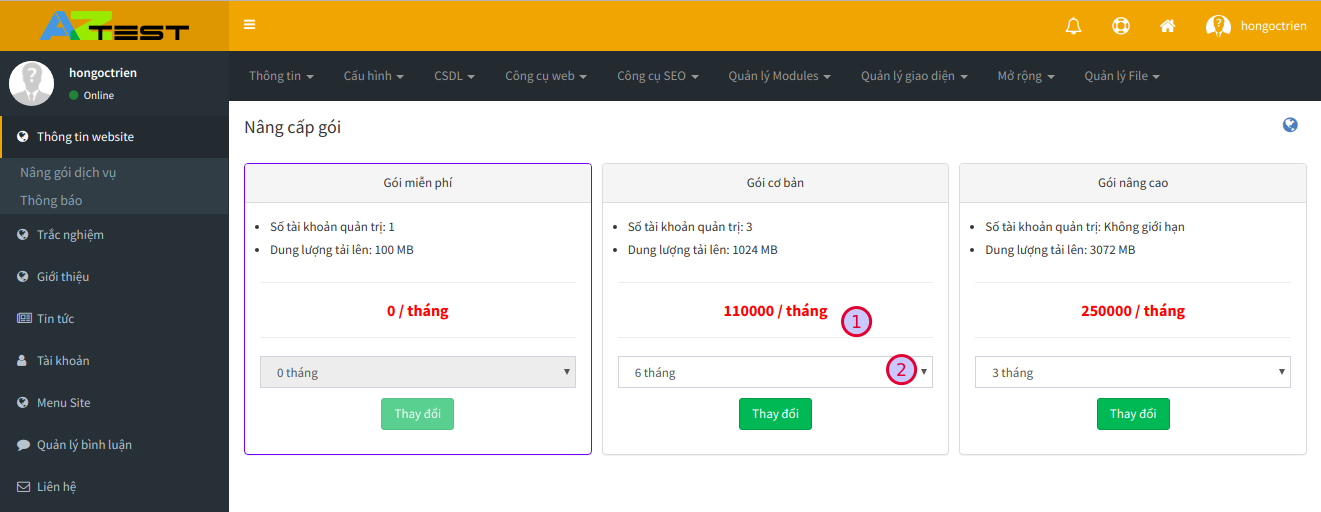 AZTEST
hongoctrien
hongoctrien
Online
Thông tin Cấu hình CSDL Công cụ web Công cụ SEO Quản lý Modules Quản lý giao diện Mở rộng Quản lý File
Thông tin website
Nâng gói dịch vụ
Thông báo
Trắc nghiệm
Giới thiệu
Tin tức
Tài khoản
Menu Site
Quản lý bình luận
Liên hệ
Nâng cấp gói
Gói miễn phí
Số tài khoản quản trị: 1
Dung lượng tải lên: 100 MB
0 / tháng
0 tháng
Thay đổi
Gói cơ bản
Số tài khoản quản trị: 3
Dung lượng tải lên: 1024 MB
110000 / tháng
1
6 tháng
2
Thay đổi
Gói nâng cao
Số tài khoản quản trị: Không giới hạn
Dung lượng tải lên: 3072 MB
250000 / tháng
3 tháng
Thay đổi